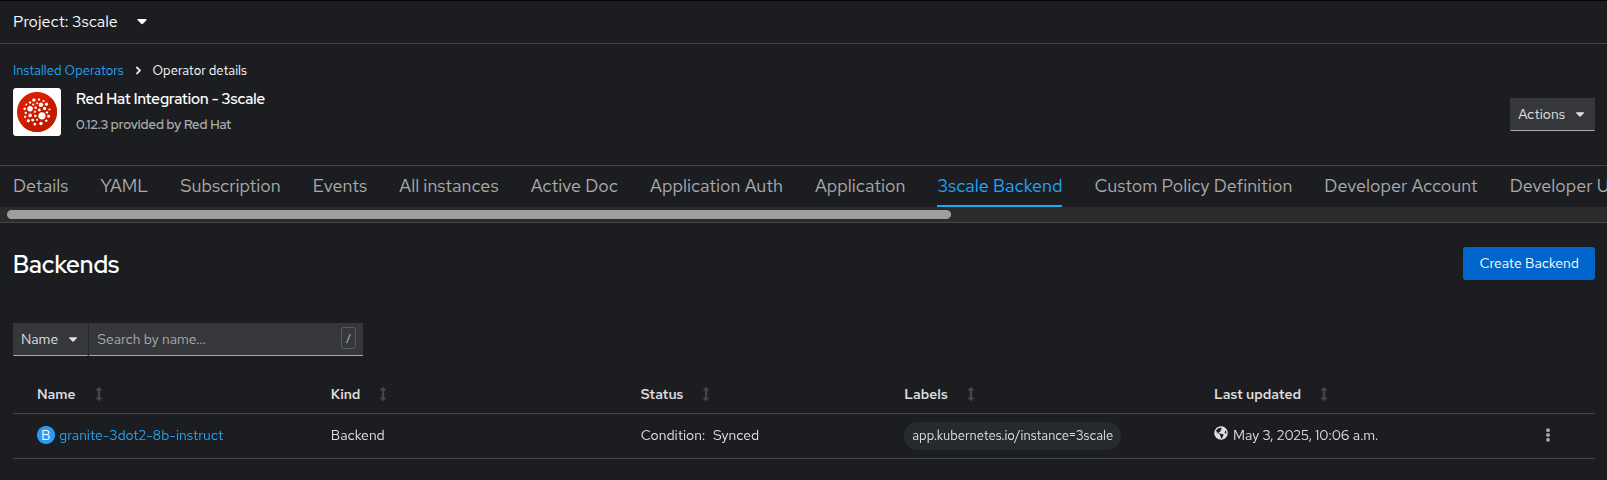 Project: 3scale
Installed Operators > Operator details
Red Hat Integration - 3scale
0.12.3 provided by Red Hat
Actions
Details YAML Subscription Events All instances Active Doc Application Auth Application 3scale Backend Custom Policy Definition Developer Account Developer U
Backends
Create Backend
Name Search by name... /
Name Kind Status Labels Last updated
B granite-3dot2-8b-instruct Backend Condition: Synced app.kubernetes.io/instance=3scale May 3, 2025, 10:06 a.m.